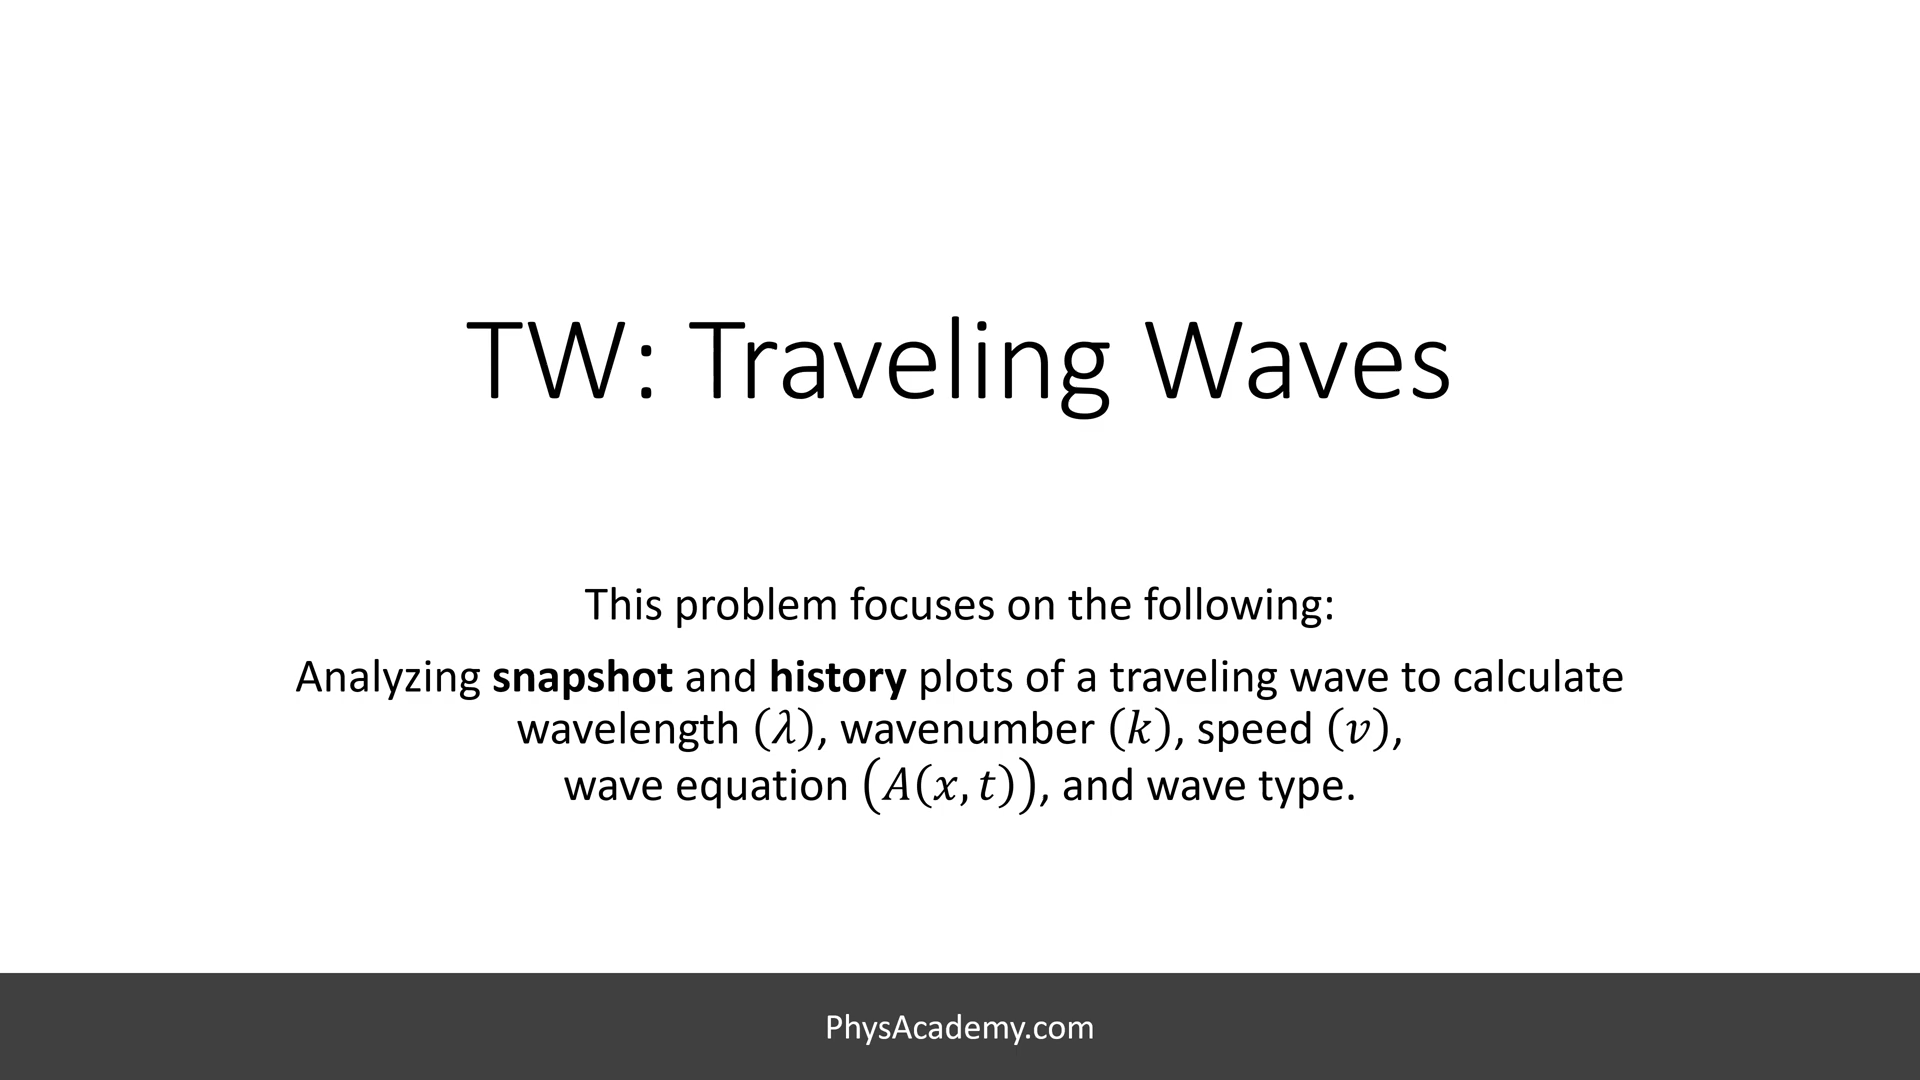 TW: Traveling Waves
This problem focuses on the following:
Analyzing snapshot and history plots of a traveling wave to calculate
wavelength (λ), wavenumber (k), speed (v),
wave equation (A(x, t)), and wave type.
PhysAcademy.com